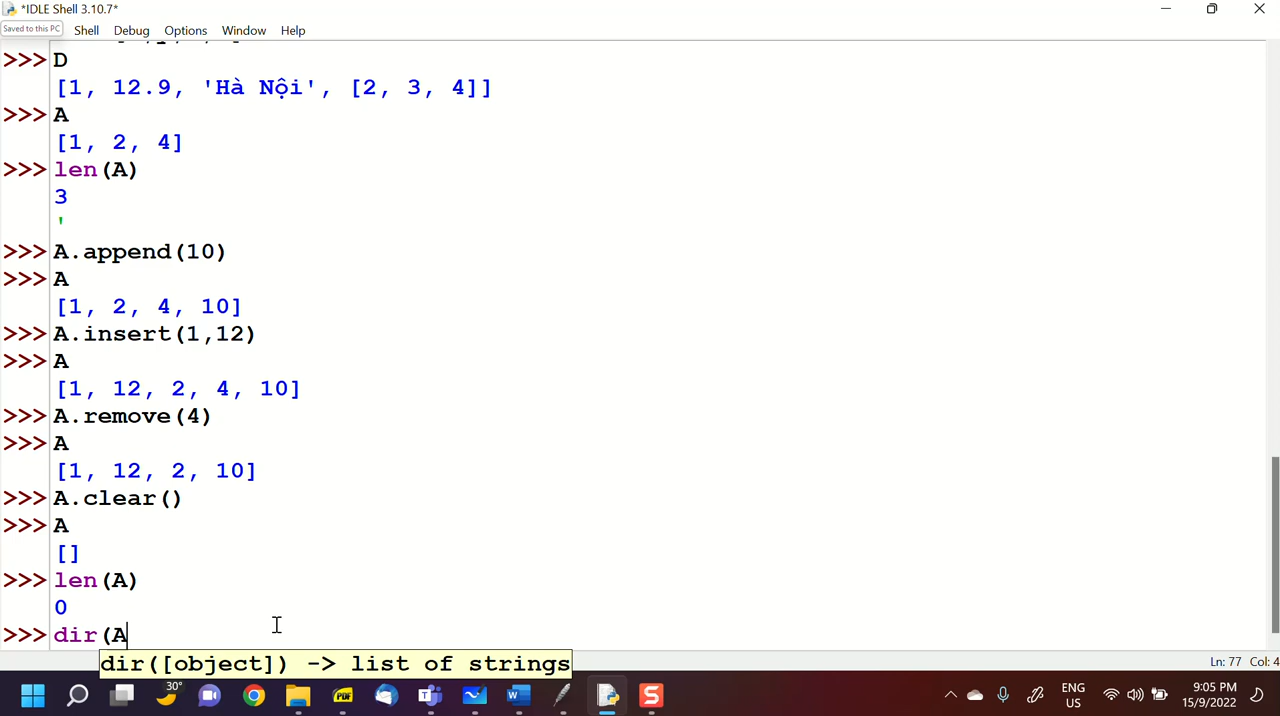 *IDLE Shell 3.10.7*
Saved to this PC
Shell Debug Options Window Help
>>> D
[1, 12.9, 'Hà Nội', [2, 3, 4]]
>>> A
[1, 2, 4]
>>> len(A)
3
'
>>> A.append(10)
>>> A
[1, 2, 4, 10]
>>> A.insert(1,12)
>>> A
[1, 12, 2, 4, 10]
>>> A.remove(4)
>>> A
[1, 12, 2, 10]
>>> A.clear()
>>> A
[]
>>> len(A)
0
>>> dir(A
dir([object]) -> list of strings
Ln: 77 Col: 4
30°
PDF
T
W
S
ENG
US
9:05 PM
15/9/2022